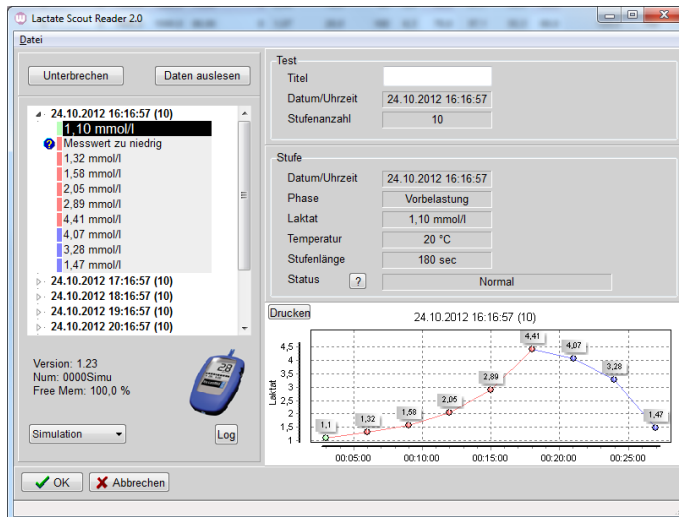 Lactate Scout Reader 2.0
Datei
Unterbrechen
Daten auslesen
24.10.2012 16:16:57 (10)
1,10 mmol/l
Messwert zu niedrig
1,32 mmol/l
1,58 mmol/l
2,05 mmol/l
2,89 mmol/l
4,41 mmol/l
4,07 mmol/l
3,28 mmol/l
1,47 mmol/l
24.10.2012 17:16:57 (10)
24.10.2012 18:16:57 (10)
24.10.2012 19:16:57 (10)
24.10.2012 20:16:57 (10)
Version: 1.23
Num: 0000Simu
Free Mem: 100,0 %
Simulation
Log
Test
Titel
Datum/Uhrzeit 24.10.2012 16:16:57
Stufenanzahl 10
Stufe
Datum/Uhrzeit 24.10.2012 16:16:57
Phase Vorbelastung
Laktat 1,10 mmol/l
Temperatur 20 °C
Stufenlänge 180 sec
Status ? Normal
Drucken
24.10.2012 16:16:57 (10)
Laktat
4,5
4
3,5
3
2,5
2
1,5
1
1,1
1,32
1,58
2,05
2,89
4,41
4,07
3,28
1,47
00:05:00 00:10:00 00:15:00 00:20:00 00:25:00
OK
Abbrechen